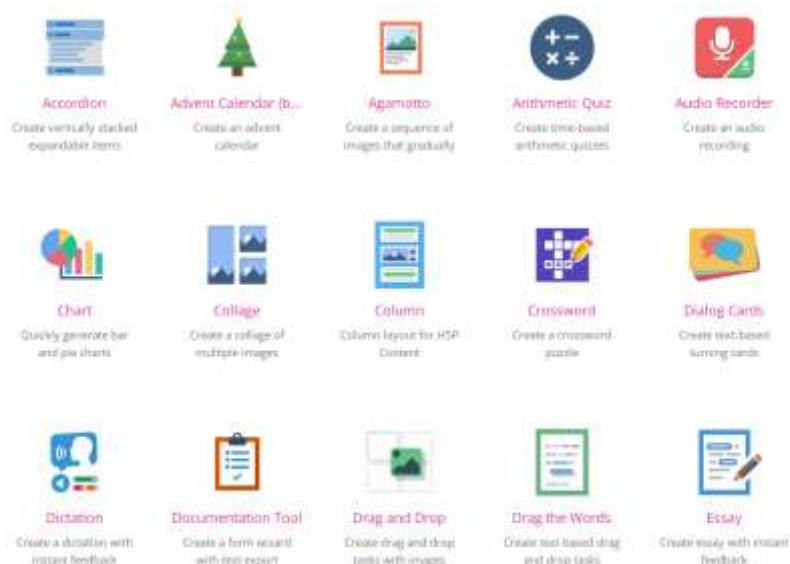 Accordion
Create vertically stacked
expandable items
Advent Calendar (b...
Create an advent
calendar
Agamotto
Create a sequence of
images that gradually
Arithmetic Quiz
Create time-based
arithmetic quizzes
Audio Recorder
Create an audio
recording
Chart
Quickly generate bar
and pie charts
Collage
Create a collage of
multiple images
Column
Column layout for H5P
Content
Crossword
Create a crossword
puzzle
Dialog Cards
Create text-based
turning cards
Dictation
Create a dictation with
instant feedback
Documentation Tool
Create a form wizard
with text export
Drag and Drop
Create drag and drop
tasks with images
Drag the Words
Create text-based drag
and drop tasks
Essay
Create essay with instant
feedback